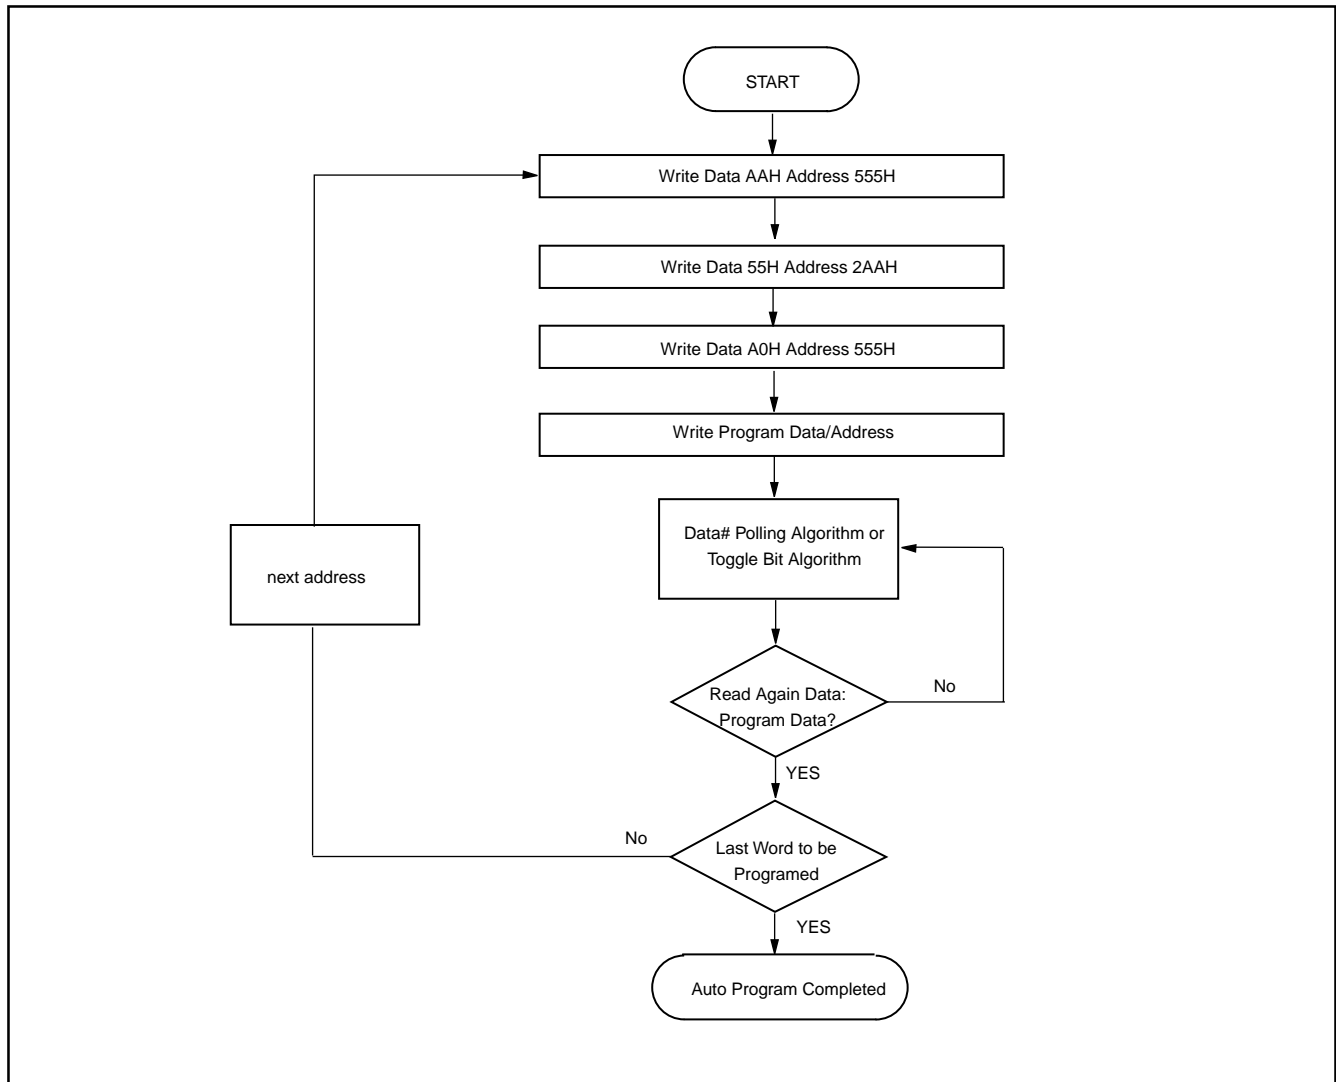 START
Write Data AAH Address 555H
Write Data 55H Address 2AAH
Write Data A0H Address 555H
Write Program Data/Address
Data# Polling Algorithm or
Toggle Bit Algorithm
next address
Read Again Data:
Program Data?
No
YES
No
Last Word to be
Programed
YES
Auto Program Completed